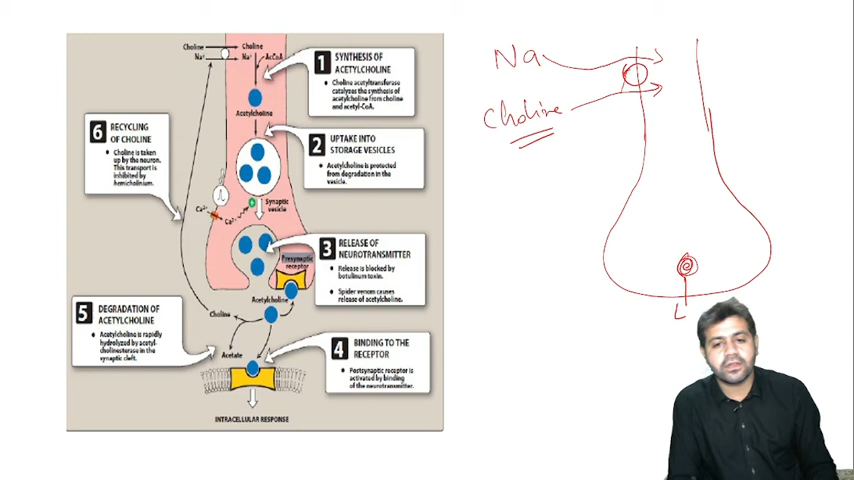 Choline
Choline
Na⁺
Na⁺
AcCoA
1 SYNTHESIS OF
ACETYLCHOLINE
Choline acetyltransferase
catalyzes the synthesis of
acetylcholine from choline
and acetyl-CoA.
Acetylcholine
2 UPTAKE INTO
STORAGE VESICLES
Acetylcholine is protected
from degradation in the
vesicle.
6 RECYCLING
OF CHOLINE
Choline is taken
up by the neuron.
This transport is
inhibited by
hemicholinium.
Ca²⁺
Ca²⁺
+
Synaptic
vesicle
3 RELEASE OF
NEUROTRANSMITTER
Release is blocked by
botulinum toxin.
Spider venom causes
release of acetylcholine.
Presynaptic
receptor
Acetylcholine
5 DEGRADATION OF
ACETYLCHOLINE
Acetylcholine is rapidly
hydrolyzed by acetyl-
cholinesterase in the
synaptic cleft.
Choline
Acetate
4 BINDING TO THE
RECEPTOR
Postsynaptic receptor is
activated by binding
of the neurotransmitter.
INTRACELLULAR RESPONSE
Na
Choline